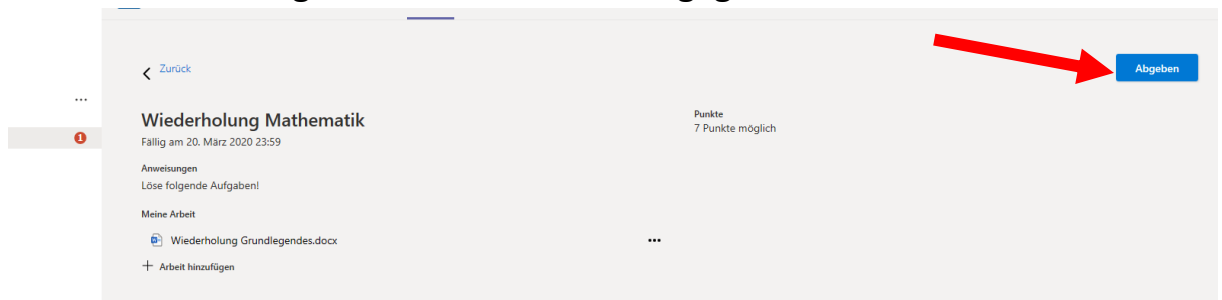 Zurück
Abgeben
...
Wiederholung Mathematik
Fällig am 20. März 2020 23:59
Punkte
7 Punkte möglich
1
Anweisungen
Löse folgende Aufgaben!
Meine Arbeit
Wiederholung Grundlegendes.docx
...
+ Arbeit hinzufügen